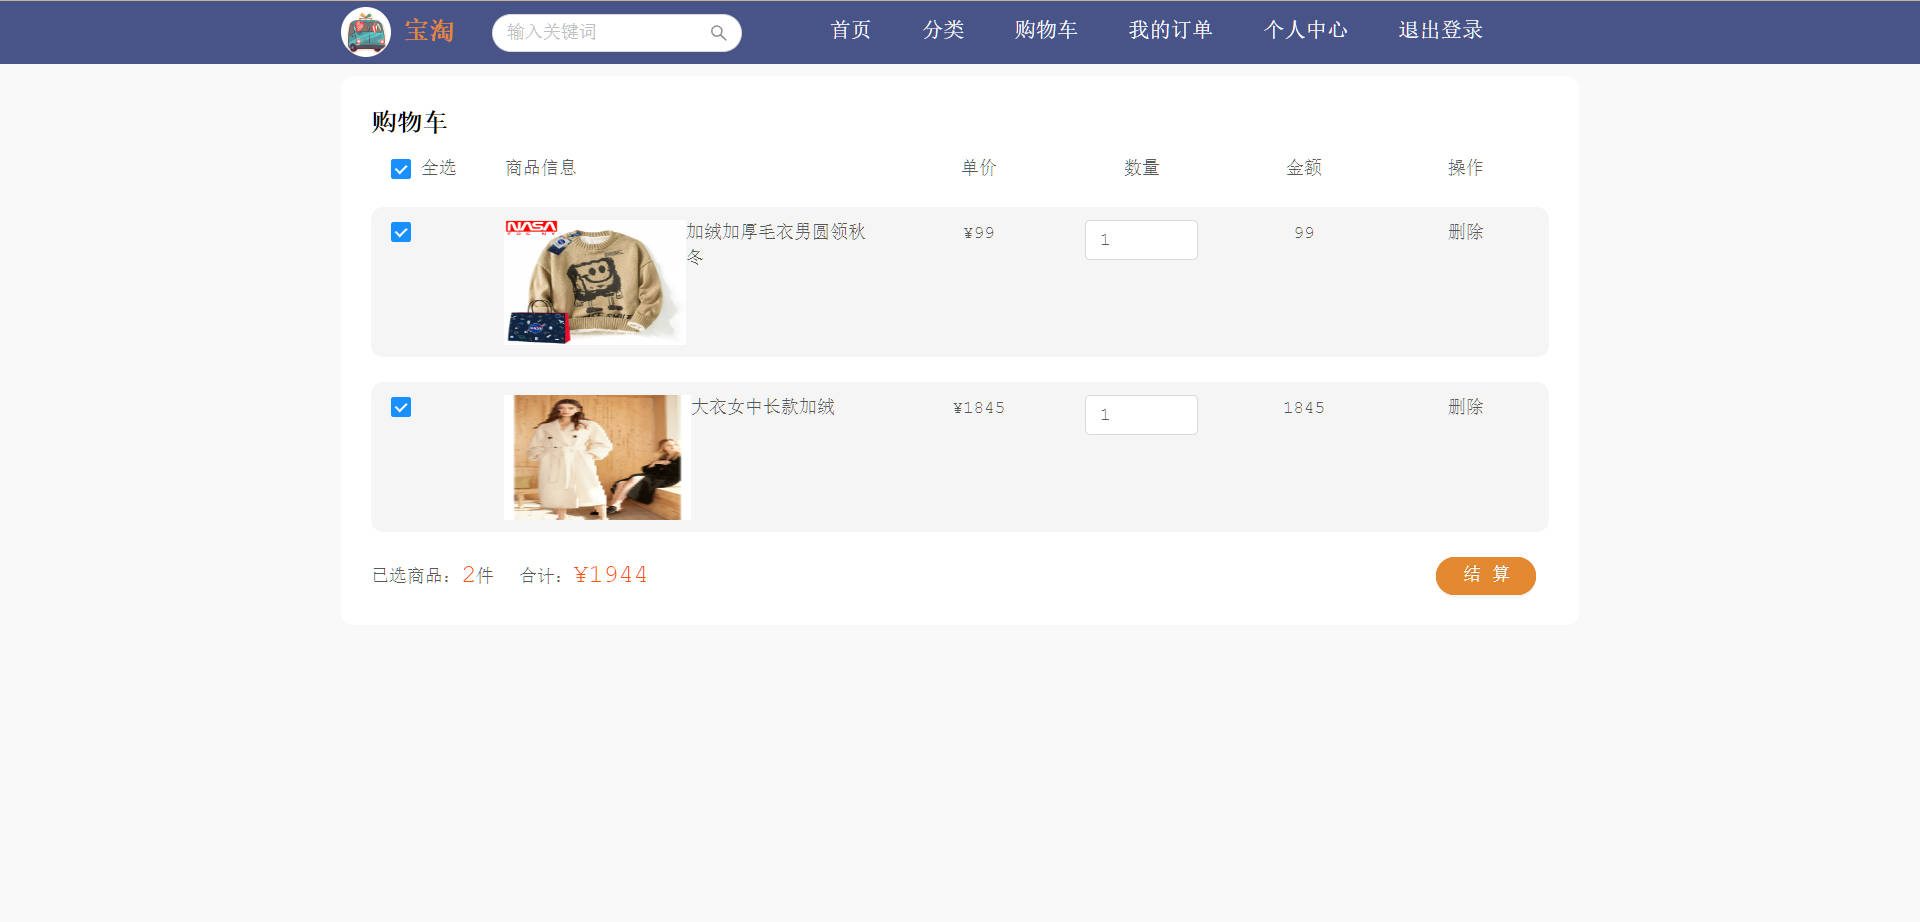 宝淘
输入关键词
首页 分类 购物车 我的订单 个人中心 退出登录
购物车
全选 商品信息 单价 数量 金额 操作
NASA
加绒加厚毛衣男圆领秋
冬
¥99 1 99 删除
大衣女中长款加绒 ¥1845 1 1845 删除
已选商品：2件 合计：¥1944
结 算